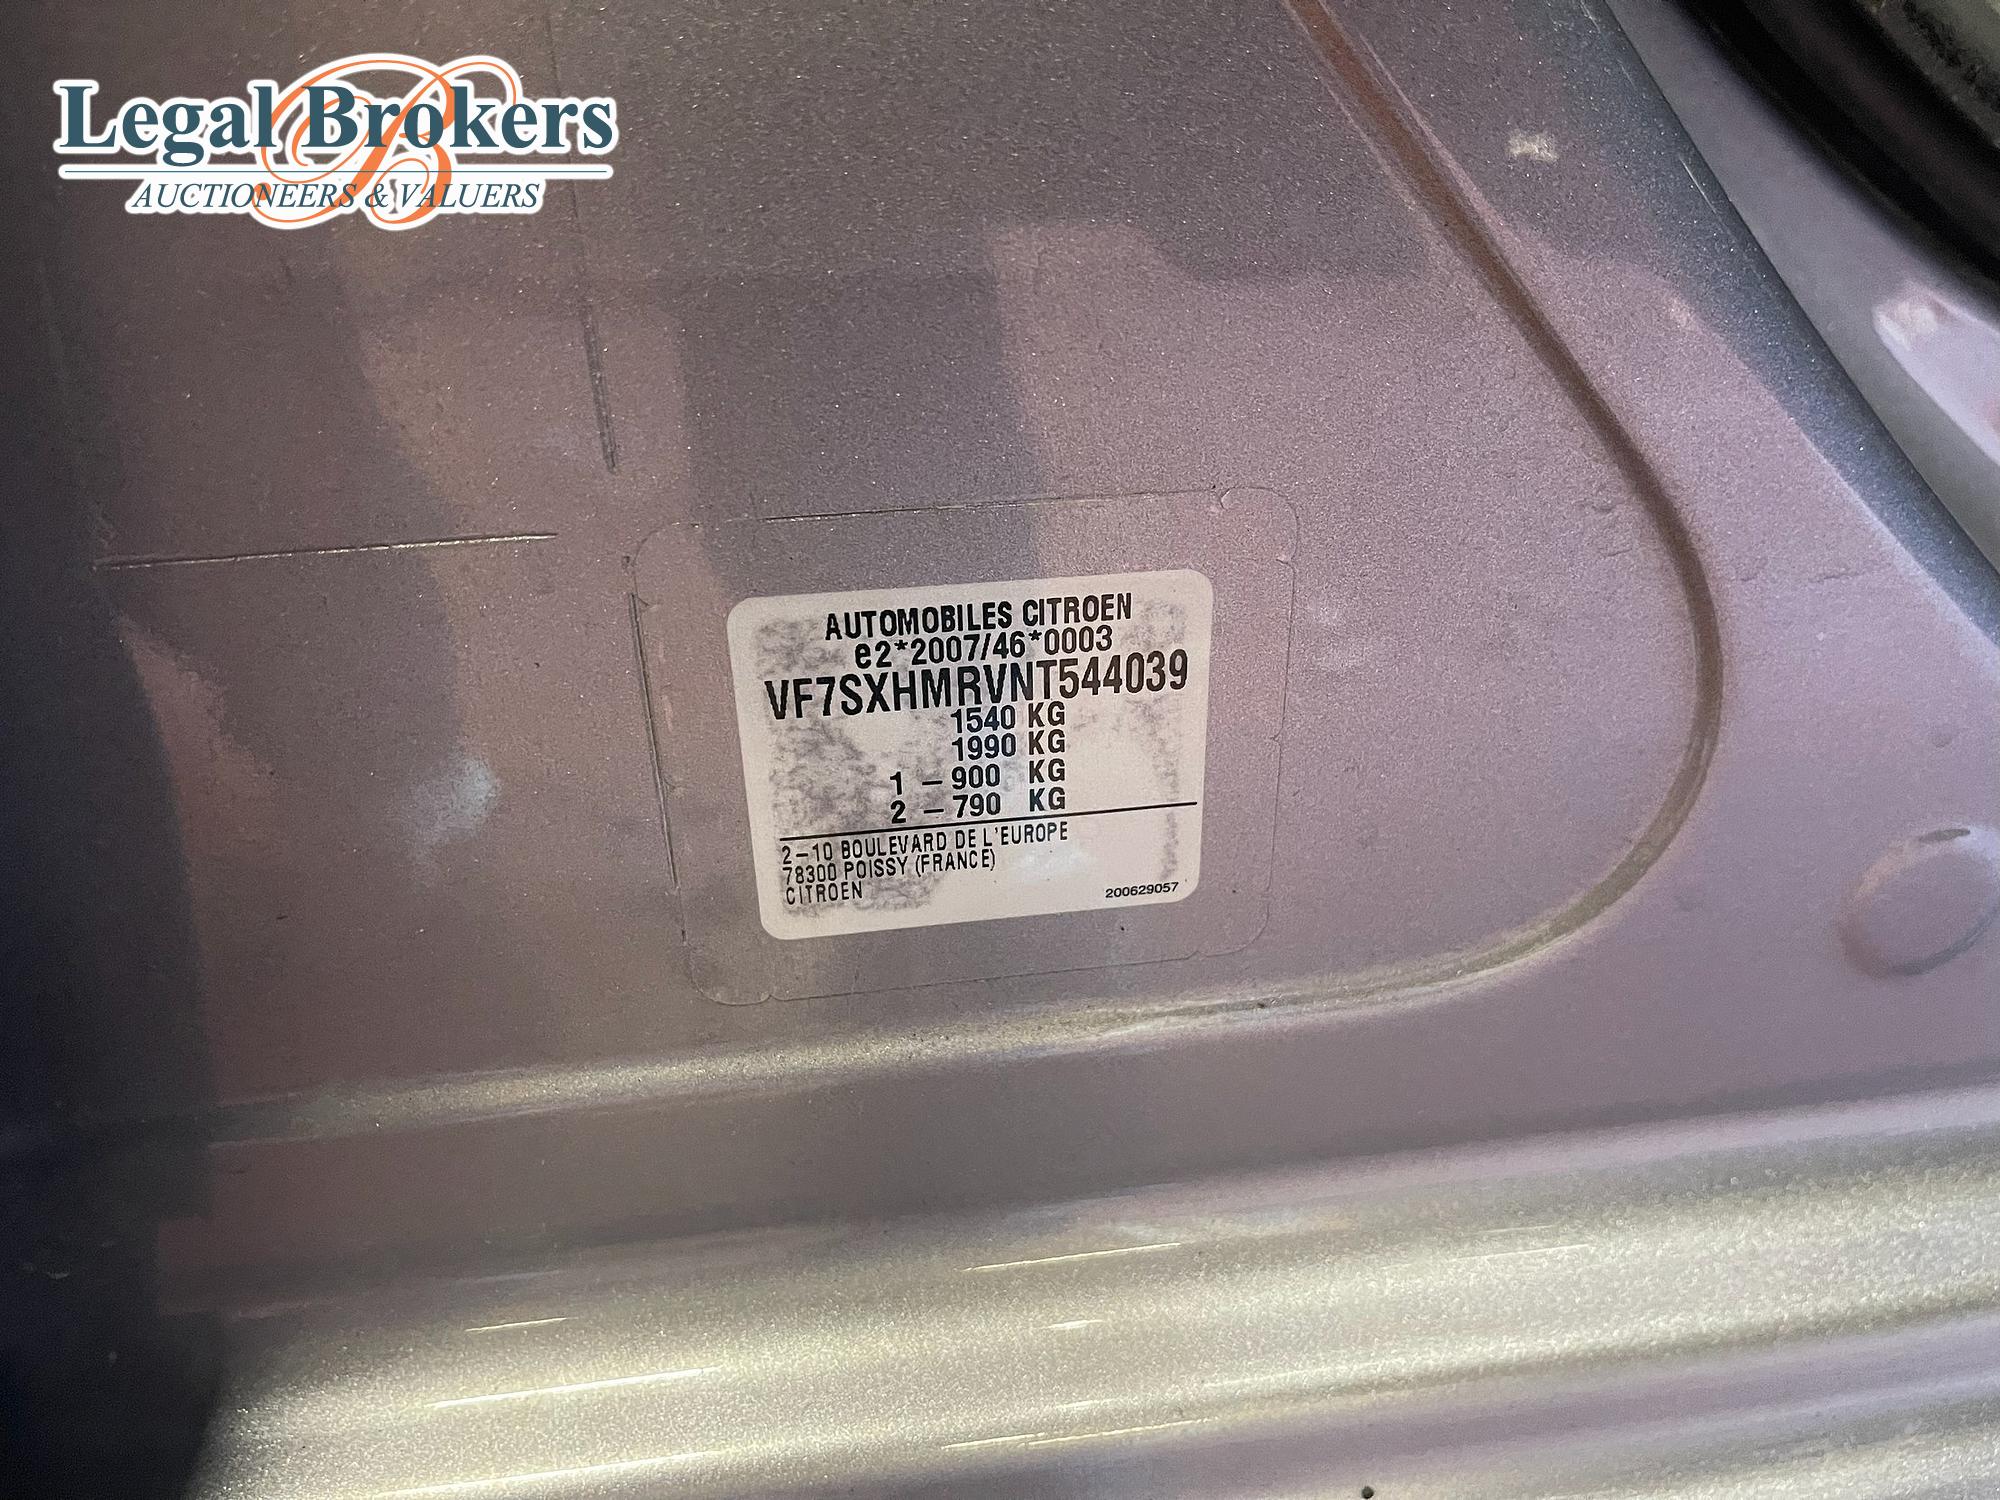 Legal Brokers
AUCTIONEERS & VALUERS
AUTOMOBILES CITROEN
e2*2007/46*0003
VF7SXHMRVNT544039
1540 KG
1990 KG
1 – 900 KG
2 – 790 KG
2–10 BOULEVARD DE L'EUROPE
78300 POISSY (FRANCE)
CITROEN 200629057